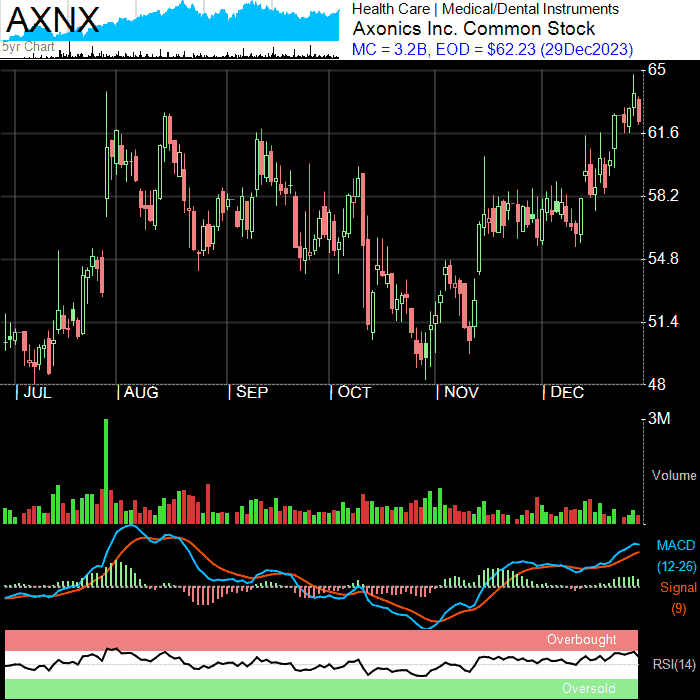 AXNX
5yr Chart
Health Care | Medical/Dental Instruments
Axonics Inc. Common Stock
MC = 3.2B, EOD = $62.23 (29Dec2023)
65
61.6
58.2
54.8
51.4
48
JUL AUG SEP OCT NOV DEC
3M
Volume
MACD
(12-26)
Signal
(9)
Overbought
RSI(14)
Oversold